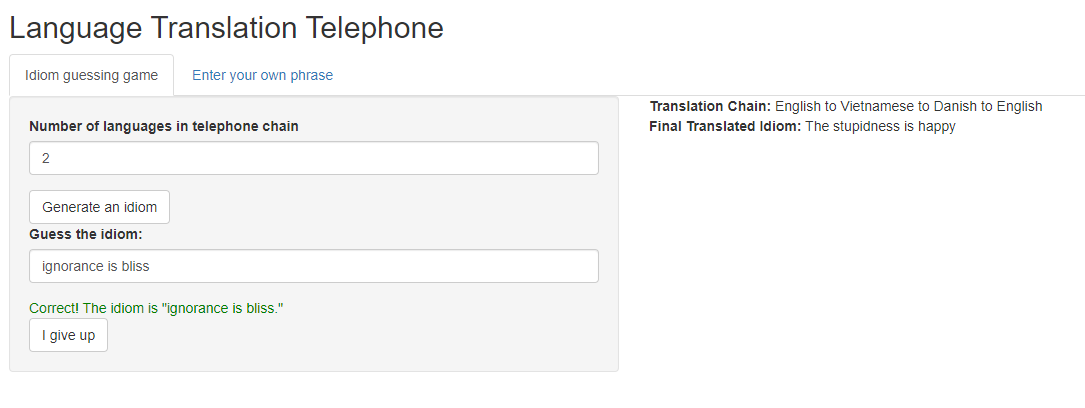 Language Translation Telephone
Idiom guessing game
Enter your own phrase
Number of languages in telephone chain
2
Generate an idiom
Guess the idiom:
ignorance is bliss
Correct! The idiom is "ignorance is bliss."
I give up
Translation Chain: English to Vietnamese to Danish to English
Final Translated Idiom: The stupidness is happy